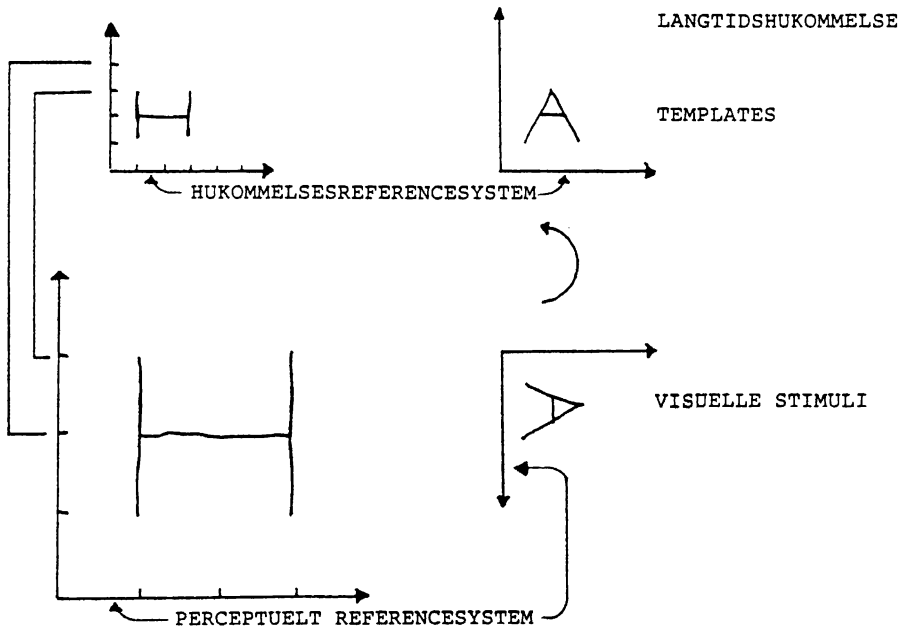 LANGTIDSHUKOMMELSE
H
A
TEMPLATES
HUKOMMELSESREFERENCESYSTEM
H
A
VISUELLE STIMULI
PERCEPTUELT REFERENCESYSTEM